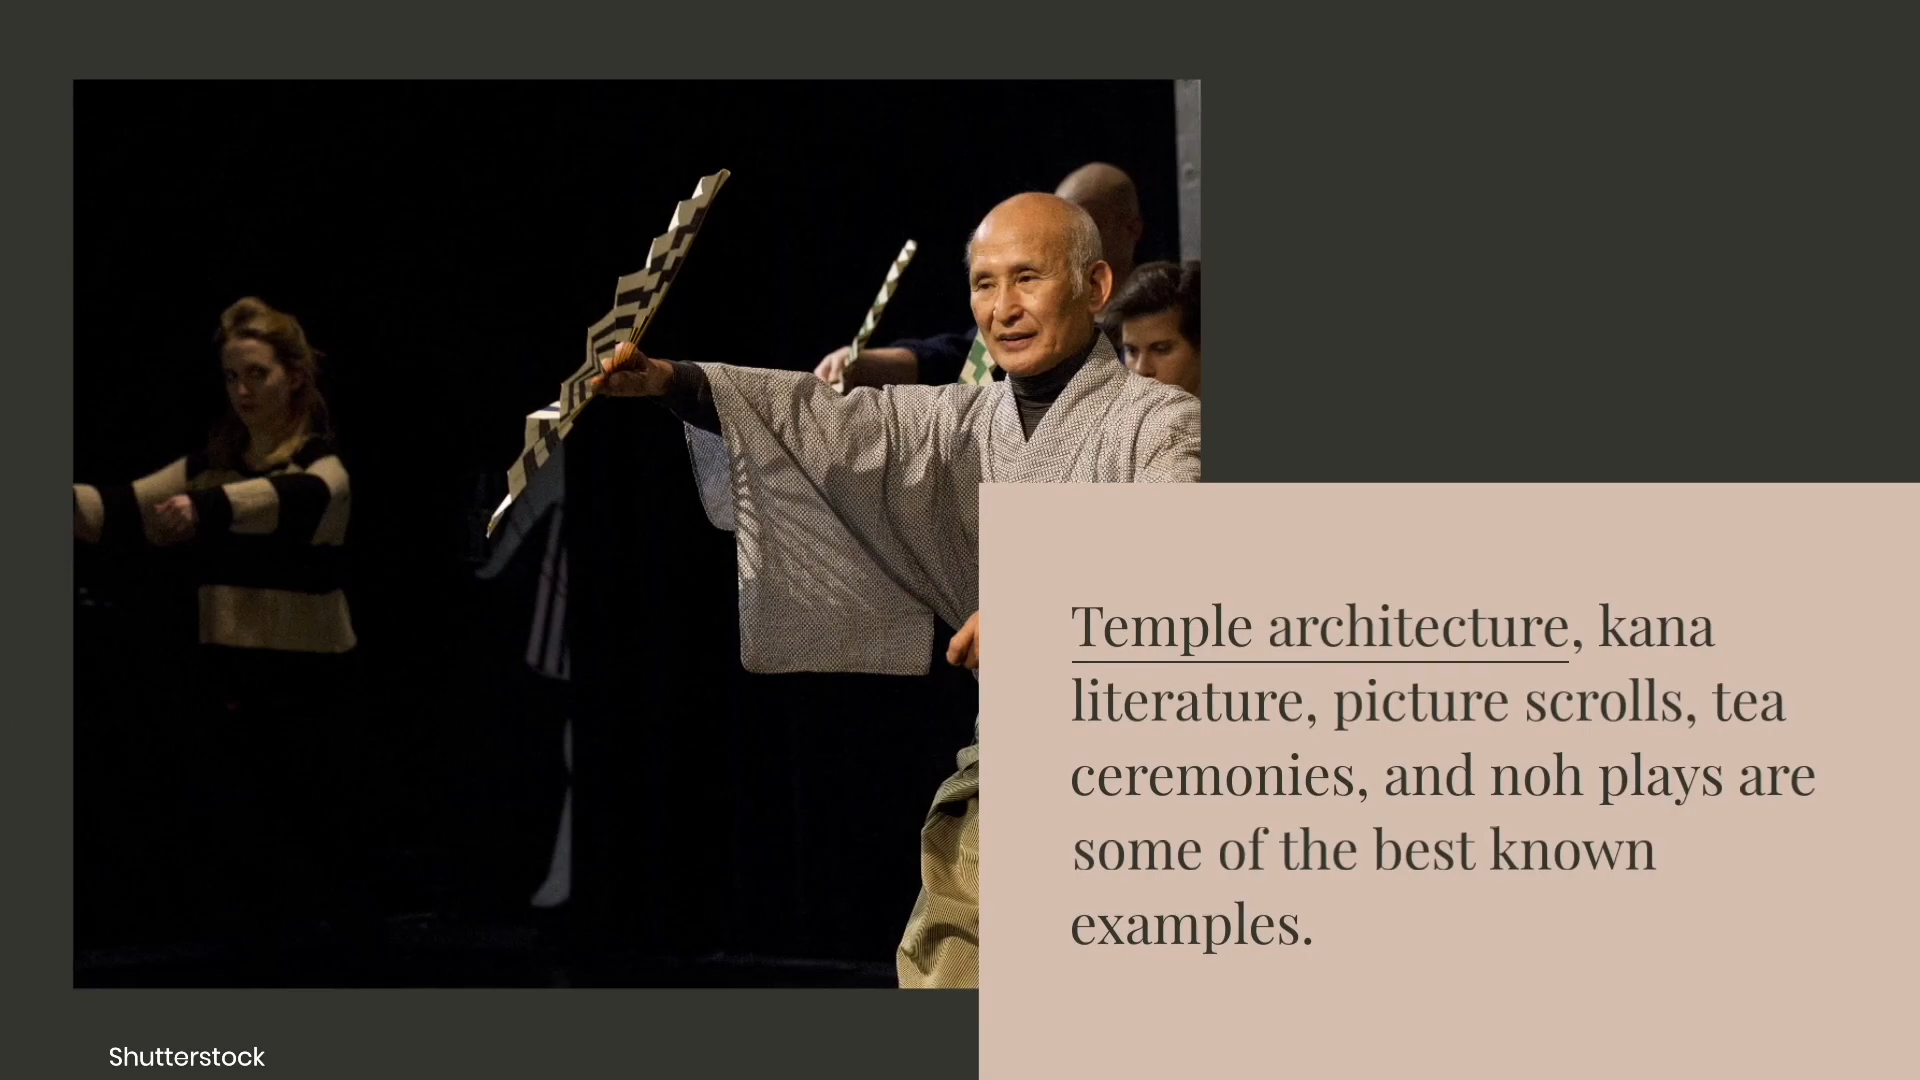 Temple architecture, kana
literature, picture scrolls, tea
ceremonies, and noh plays are
some of the best known
examples.
Shutterstock